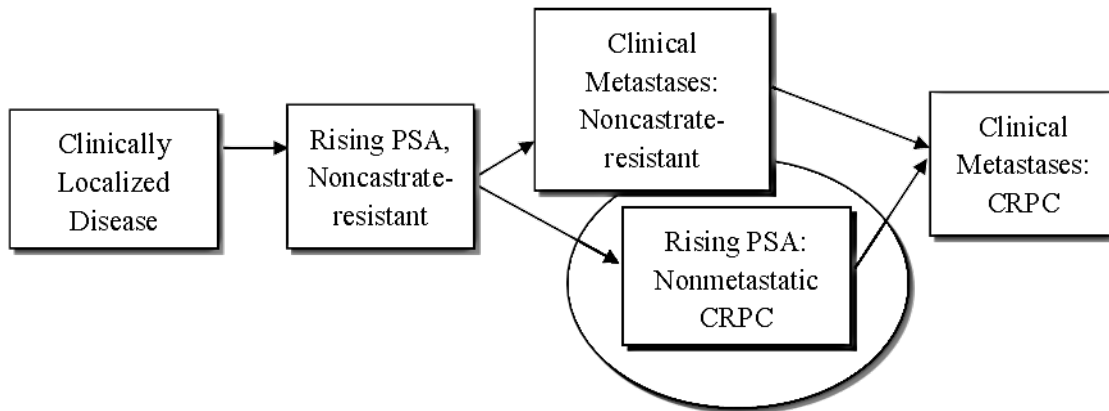 Clinically
Localized
Disease
Rising PSA,
Noncastrate-
resistant
Clinical
Metastases:
Noncastrate-
resistant
Rising PSA:
Nonmetastatic
CRPC
Clinical
Metastases:
CRPC